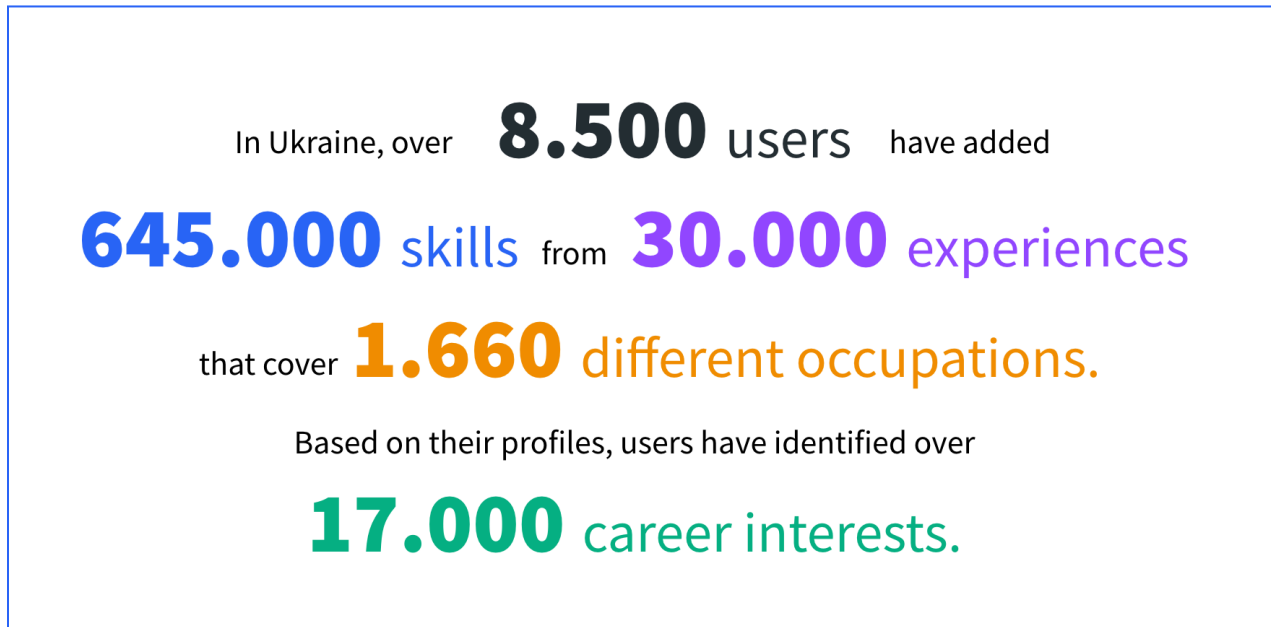 In Ukraine, over 8.500 users have added
645.000 skills from 30.000 experiences
that cover 1.660 different occupations.
Based on their profiles, users have identified over
17.000 career interests.